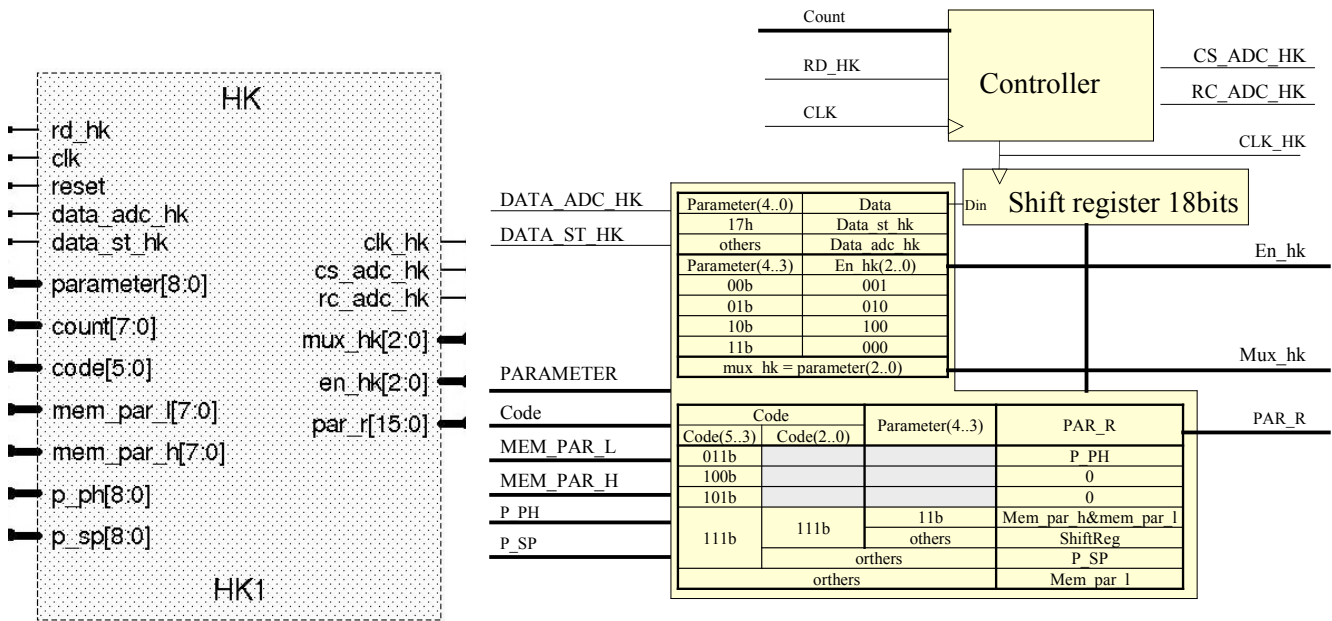 HK
rd_hk
clk
reset
data_adc_hk
data_st_hk
parameter[8:0]
count[7:0]
code[5:0]
mem_par_l[7:0]
mem_par_h[7:0]
p_ph[8:0]
p_sp[8:0]
clk_hk
cs_adc_hk
rc_adc_hk
mux_hk[2:0]
en_hk[2:0]
par_r[15:0]
HK1
Count
RD_HK
CLK
Controller
CS_ADC_HK
RC_ADC_HK
CLK_HK
Din
Shift register 18bits
DATA_ADC_HK
DATA_ST_HK
Parameter(4..0) Data
17h Data_st_hk
others Data_adc_hk
Parameter(4..3) En_hk(2..0)
00b 001
01b 010
10b 100
11b 000
mux_hk = parameter(2..0)
En_hk
Mux_hk
PARAMETER
Code
MEM_PAR_L
MEM_PAR_H
P_PH
P_SP
Code Parameter(4..3) PAR_R
Code(5..3) Code(2..0)
011b P_PH
100b 0
101b 0
111b 111b 11b Mem_par_h&mem_par_l
others ShiftReg
orthers P_SP
orthers Mem_par_l
PAR_R